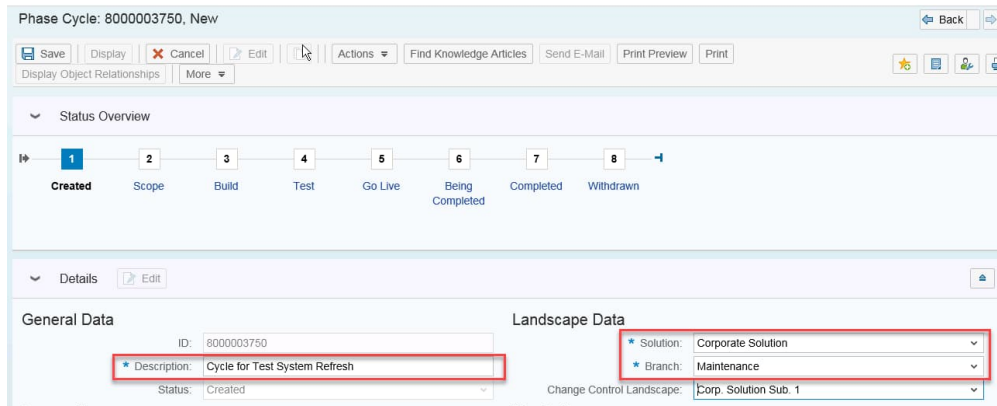 Phase Cycle: 8000003750, New
Back
Save Display Cancel Edit Actions Find Knowledge Articles Send E-Mail Print Preview Print
Display Object Relationships More
Status Overview
1 2 3 4 5 6 7 8
Created Scope Build Test Go Live Being Completed Completed Withdrawn
Details Edit
General Data Landscape Data
ID: 8000003750 * Solution: Corporate Solution
* Description: Cycle for Test System Refresh * Branch: Maintenance
Status: Created Change Control Landscape: Corp. Solution Sub. 1